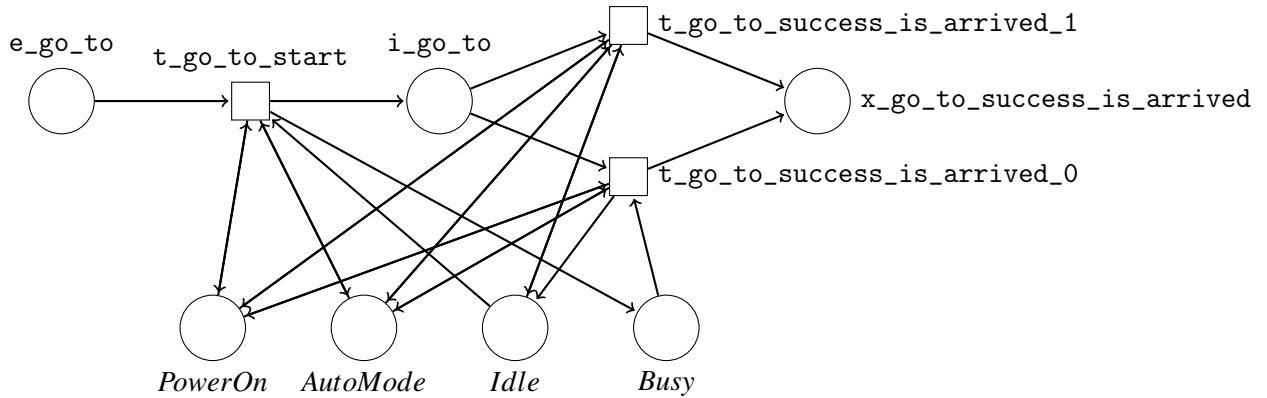 t_go_to_success_is_arrived_1
e_go_to
t_go_to_start
i_go_to
x_go_to_success_is_arrived
t_go_to_success_is_arrived_0
PowerOn
AutoMode
Idle
Busy